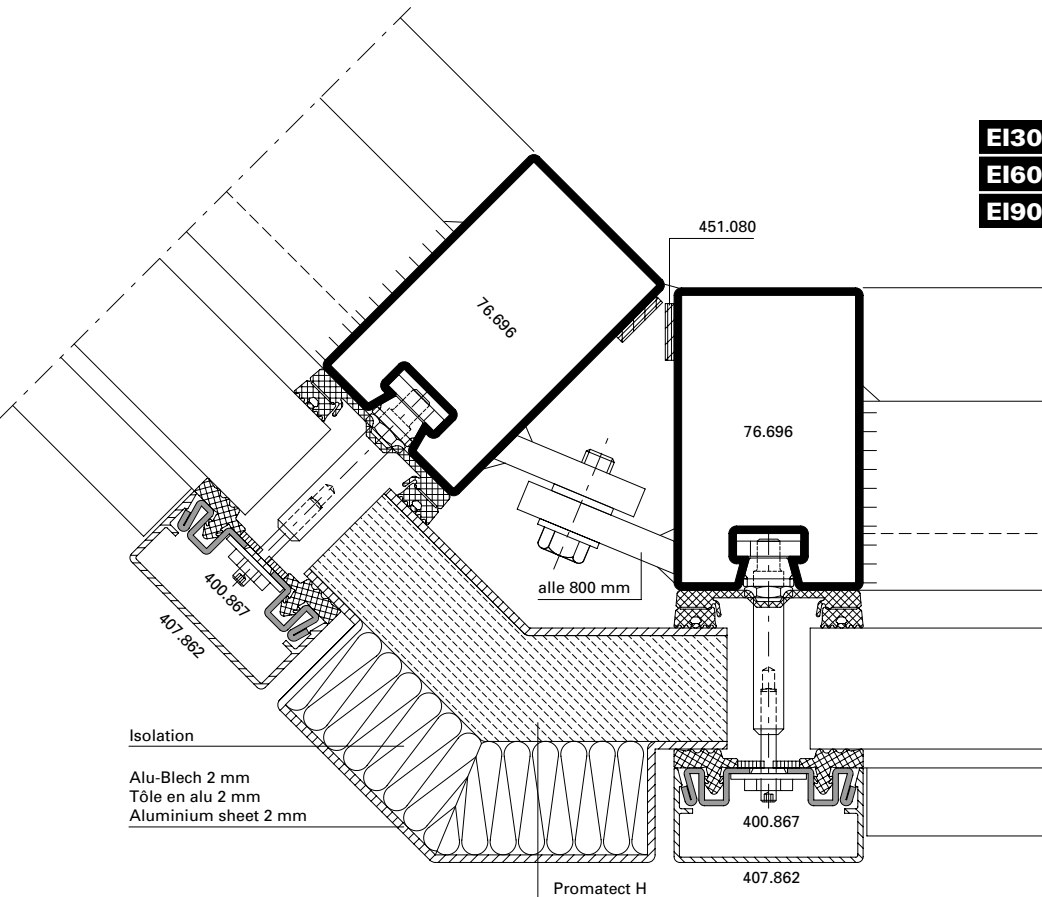 EI30
EI60
EI90
451.080
76.696
76.696
alle 800 mm
400.867
407.862
Isolation
Alu-Blech 2 mm
Tôle en alu 2 mm
Aluminium sheet 2 mm
400.867
407.862
Promatect H